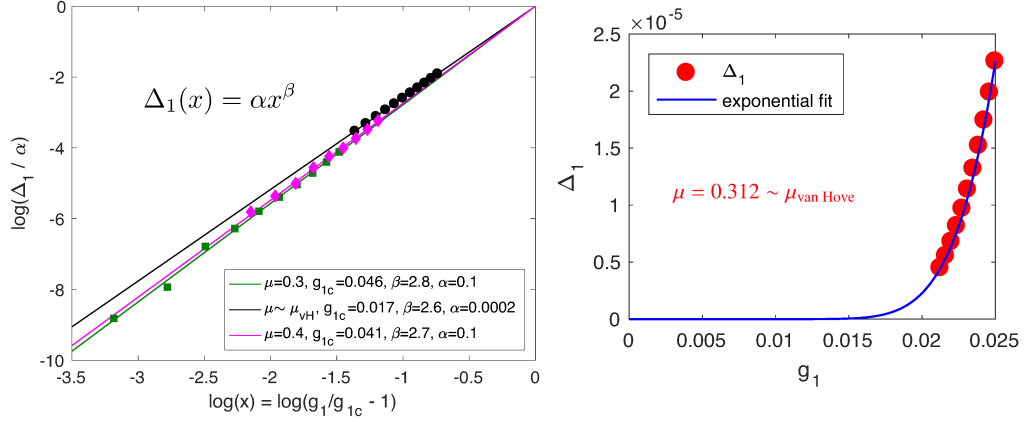 0
-2
-4
-6
-8
-10
-3.5
-3
-2.5
-2
-1.5
-1
-0.5
0
log(Δ1 / α)
log(x) = log(g1/g1c - 1)
Δ1(x) = αx^β
μ=0.3, g1c=0.046, β=2.8, α=0.1
μ~ μvH, g1c=0.017, β=2.6, α=0.0002
μ=0.4, g1c=0.041, β=2.7, α=0.1
×10^-5
2.5
2
1.5
1
0.5
0
0
0.005
0.01
0.015
0.02
0.025
Δ1
g1
Δ1
exponential fit
μ = 0.312 ~ μvan Hove